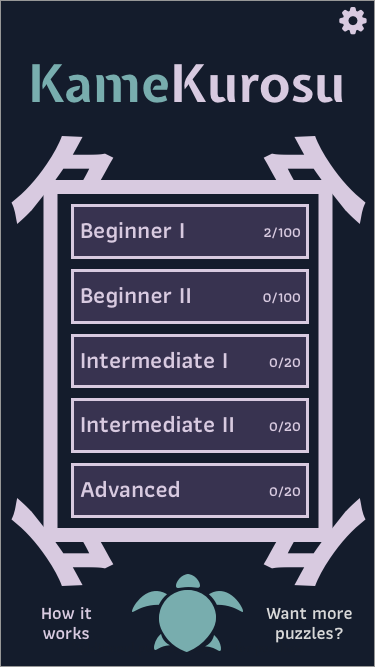 KameKurosu
Beginner I 2/100
Beginner II 0/100
Intermediate I 0/20
Intermediate II 0/20
Advanced 0/20
How it
works
Want more
puzzles?